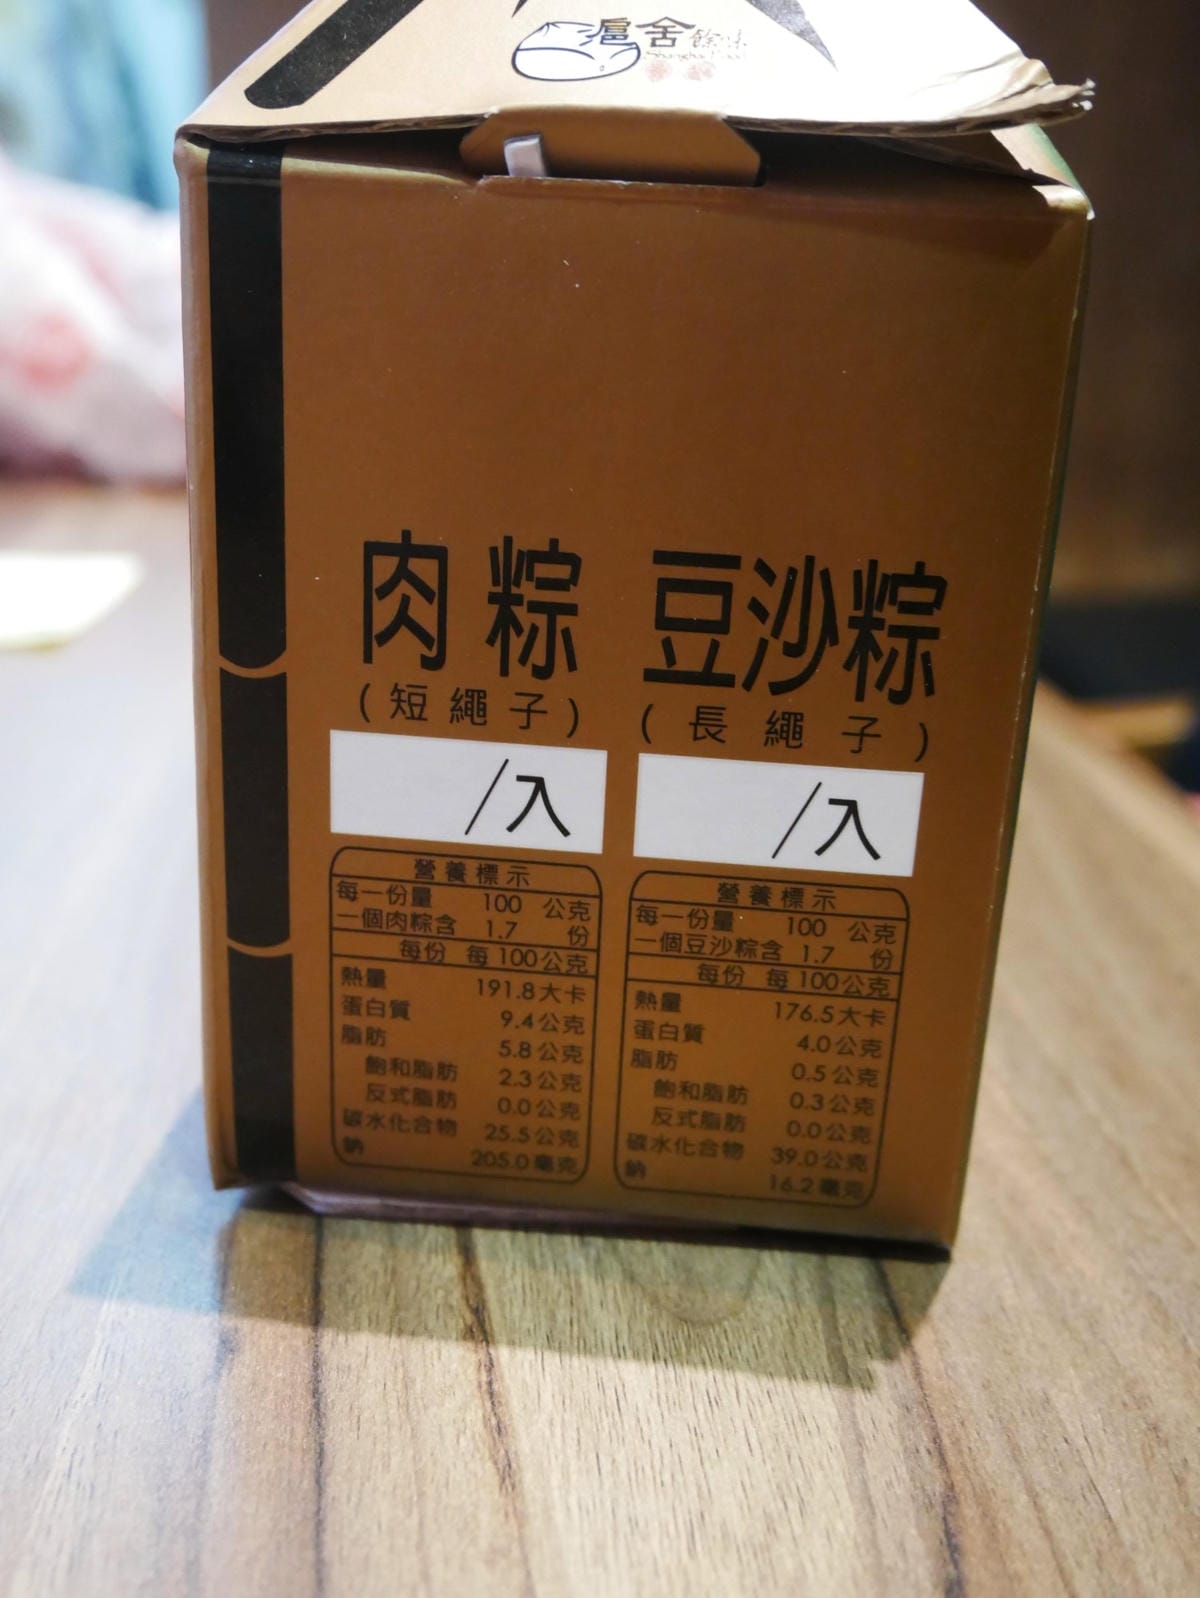 滬舍餘味
Shanghai Food
肉粽
(短繩子)
/入
營養標示
每一份量 100 公克
一個肉粽含 1.7 份
每份 每100公克
熱量 191.8大卡
蛋白質 9.4公克
脂肪 5.8公克
飽和脂肪 2.3公克
反式脂肪 0.0公克
碳水化合物 25.5公克
鈉 205.0毫克
豆沙粽
(長繩子)
/入
營養標示
每一份量 100 公克
一個豆沙粽含 1.7 份
每份 每100公克
熱量 176.5大卡
蛋白質 4.0公克
脂肪 0.5公克
飽和脂肪 0.3公克
反式脂肪 0.0公克
碳水化合物 39.0公克
鈉 16.2毫克